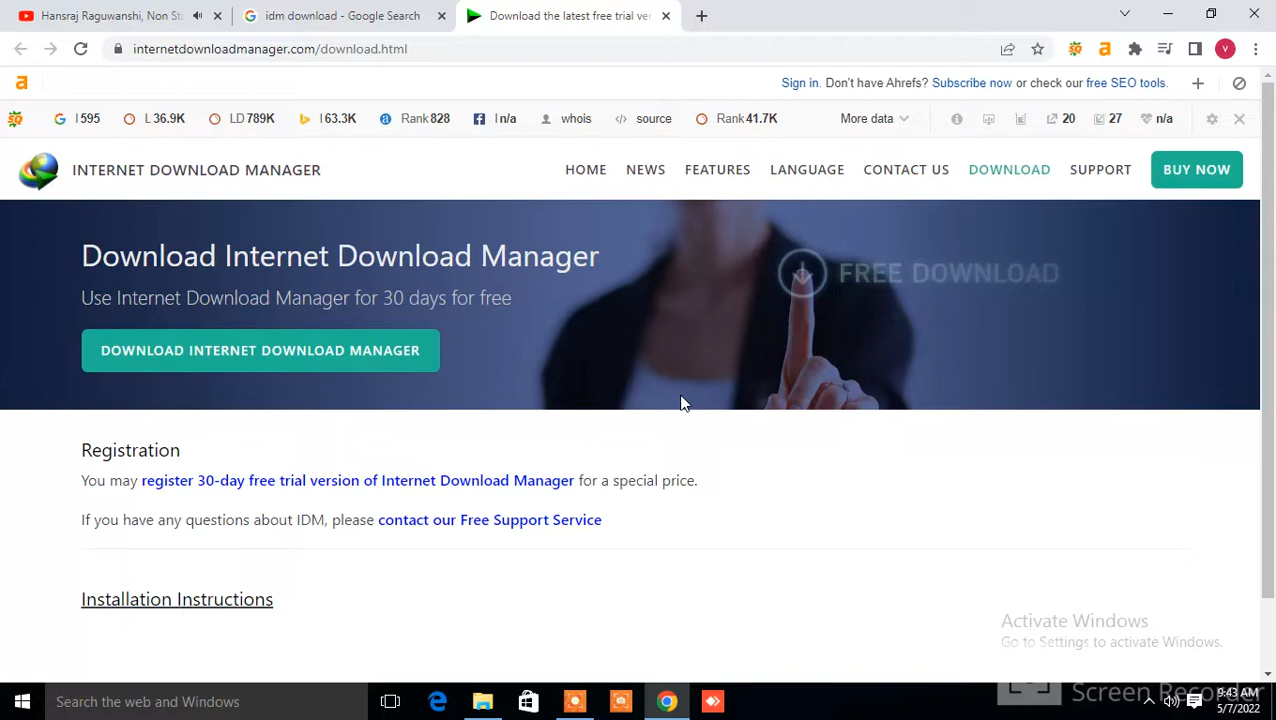 Hansraj Raguwanshi, Non St
idm download - Google Search
Download the latest free trial ver
internetdownloadmanager.com/download.html
V
Sign in. Don't have Ahrefs? Subscribe now or check our free SEO tools.
I 595
L 36.9K
LD 789K
I 63.3K
Rank 828
I n/a
whois
source
Rank 41.7K
More data
20
27
n/a
INTERNET DOWNLOAD MANAGER
HOME
NEWS
FEATURES
LANGUAGE
CONTACT US
DOWNLOAD
SUPPORT
BUY NOW
Download Internet Download Manager
FREE DOWNLOAD
Use Internet Download Manager for 30 days for free
DOWNLOAD INTERNET DOWNLOAD MANAGER
Registration
You may register 30-day free trial version of Internet Download Manager for a special price.
If you have any questions about IDM, please contact our Free Support Service
Installation Instructions
Activate Windows
Go to Settings to activate Windows.
Search the web and Windows
Screen Recorder
9:43 AM
5/7/2022